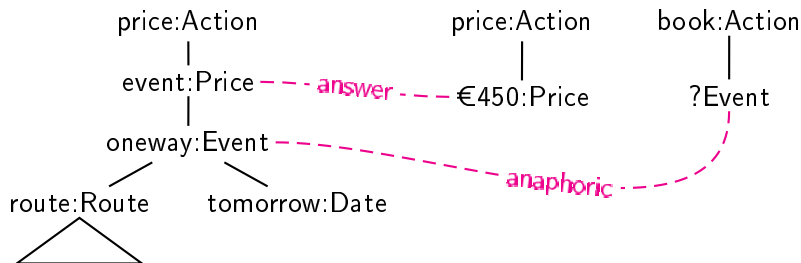 price:Action price:Action book:Action
event:Price answer €450:Price ?Event
oneway:Event
anaphoric
route:Route tomorrow:Date